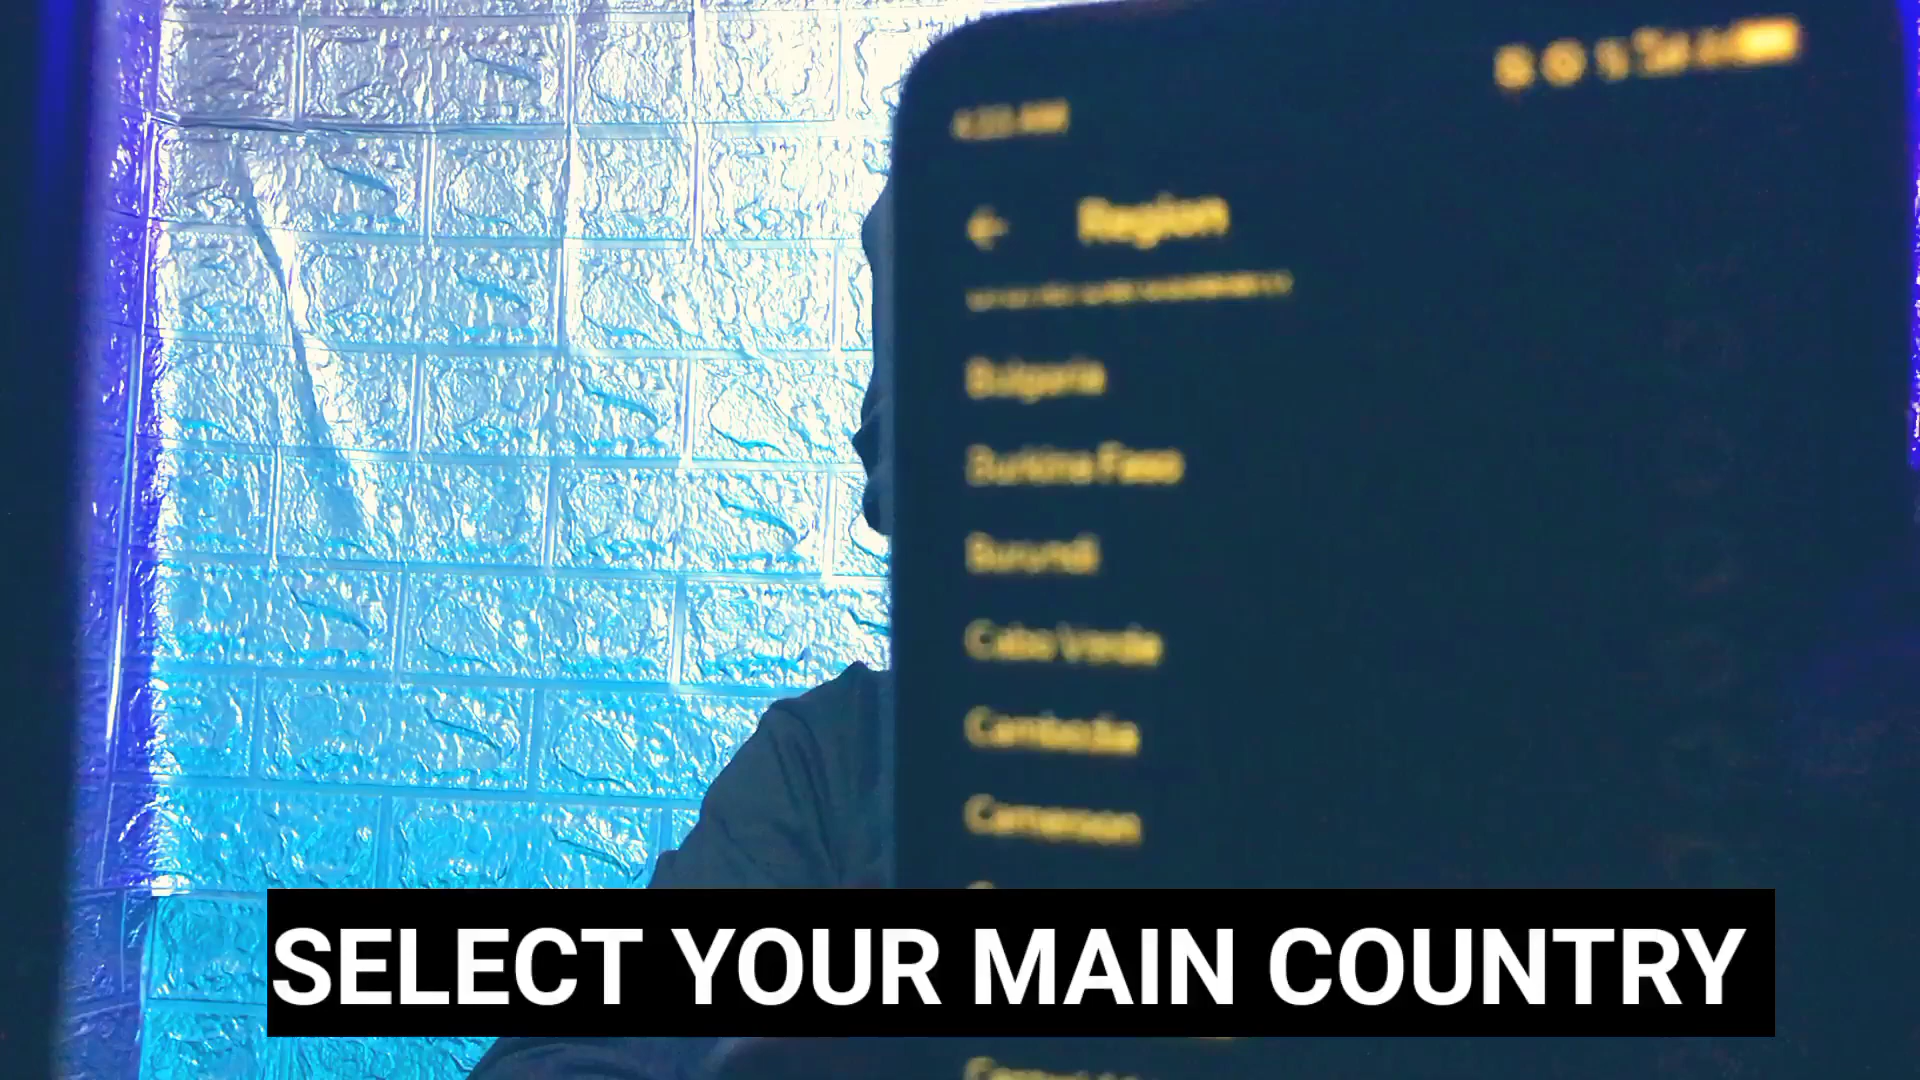 Region
Bulgaria
Burkina Faso
Burundi
Cabo Verde
Cambodia
Cameroon
SELECT YOUR MAIN COUNTRY